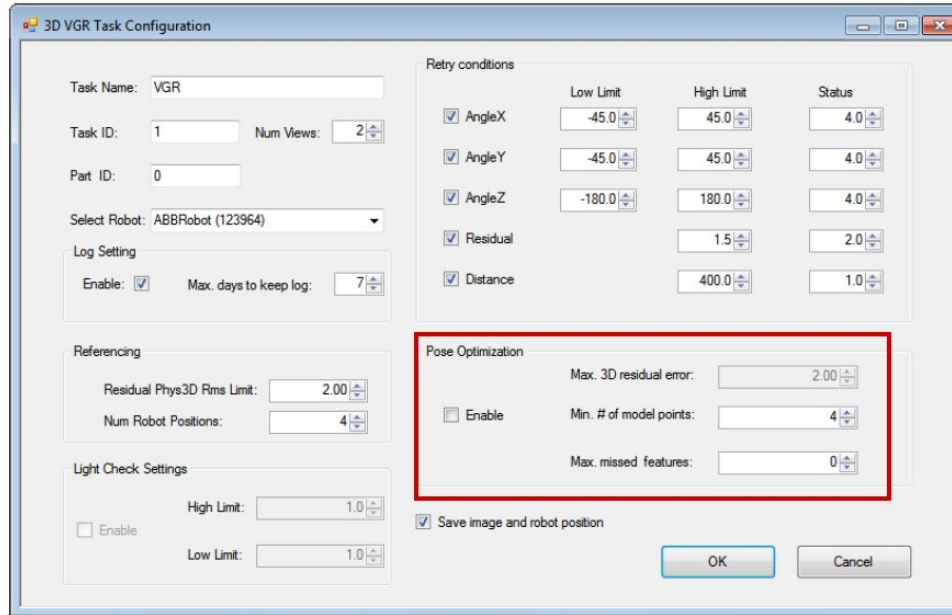 3D VGR Task Configuration
Task Name: VGR
Task ID: 1 Num Views: 2
Part ID: 0
Select Robot: ABBRobot (123964)
Log Setting
Enable: Max. days to keep log: 7
Referencing
Residual Phys3D Rms Limit: 2.00
Num Robot Positions: 4
Light Check Settings
High Limit: 1.0
Enable
Low Limit: 1.0
Retry conditions
Low Limit High Limit Status
AngleX -45.0 45.0 4.0
AngleY -45.0 45.0 4.0
AngleZ -180.0 180.0 4.0
Residual 1.5 2.0
Distance 400.0 1.0
Pose Optimization
Max. 3D residual error: 2.00
Enable Min. # of model points: 4
Max. missed features: 0
Save image and robot position
OK Cancel